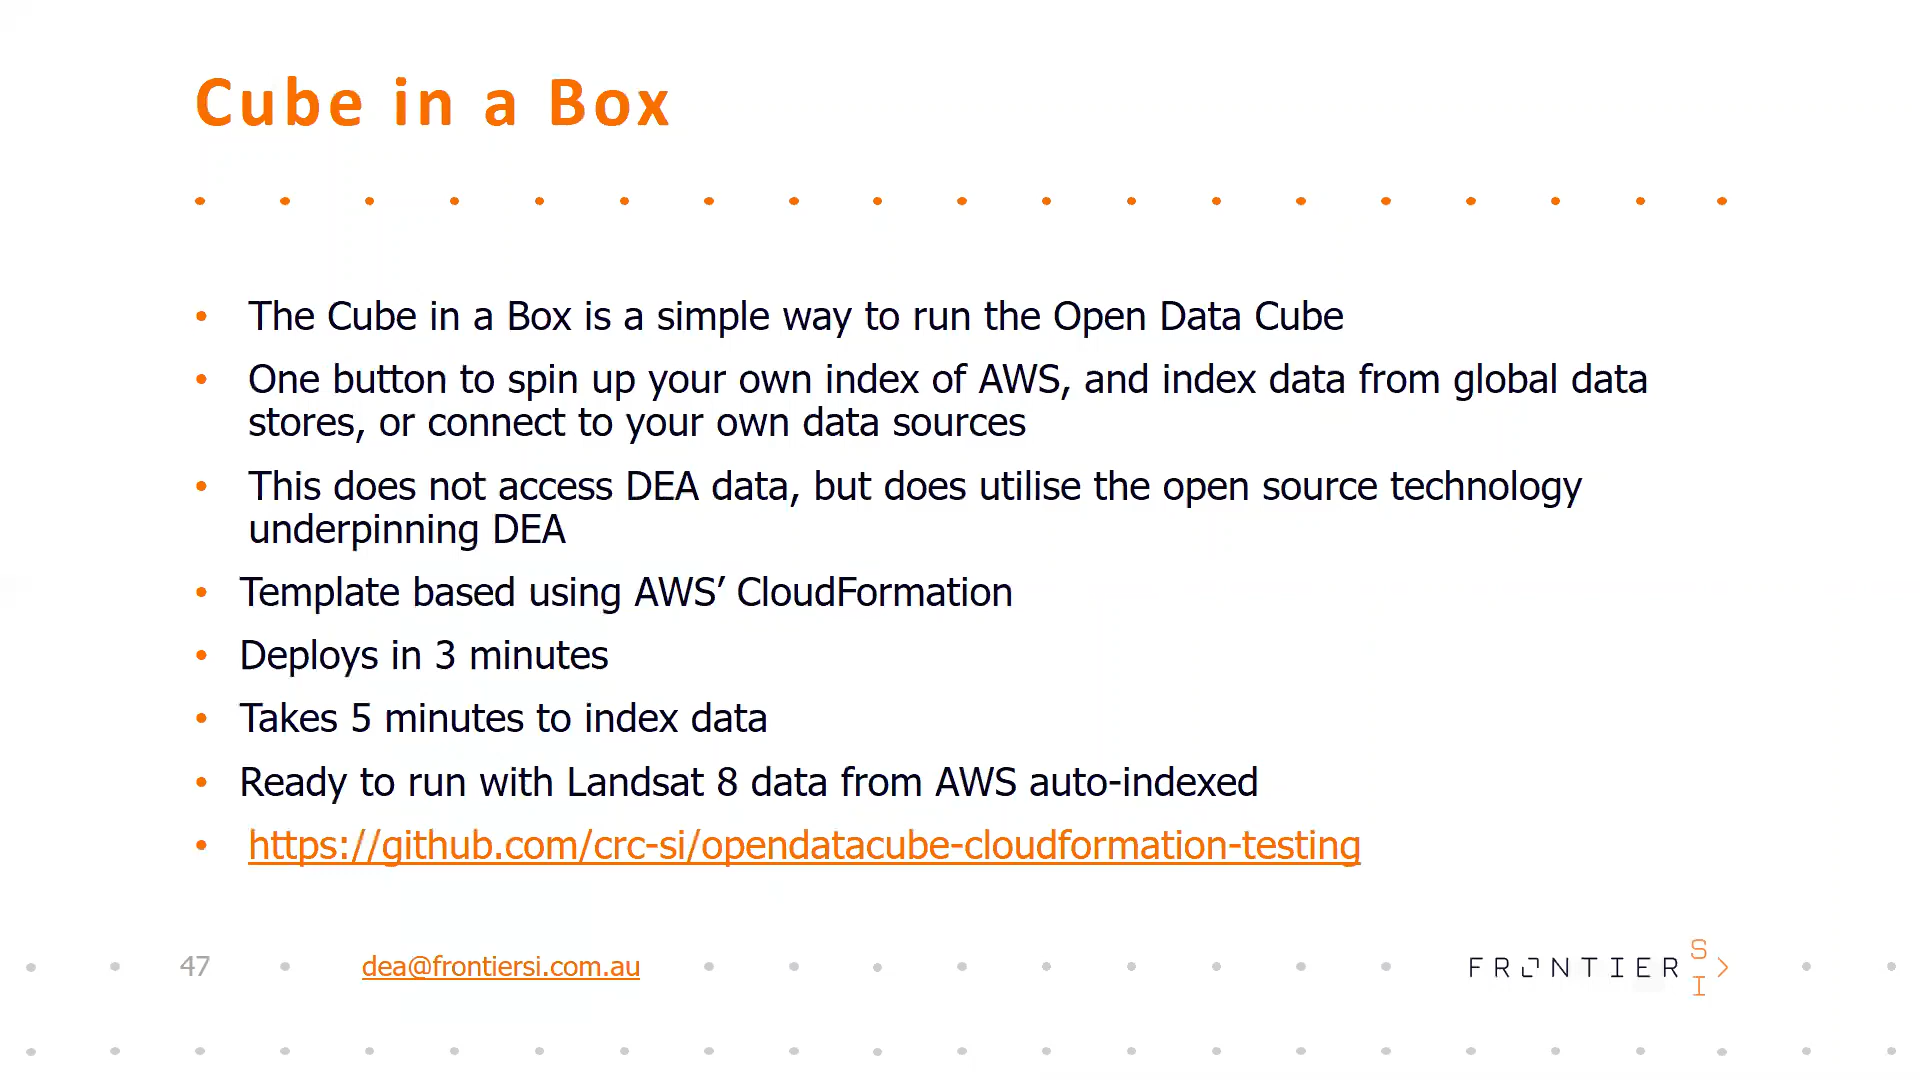 Cube in a Box
• The Cube in a Box is a simple way to run the Open Data Cube
• One button to spin up your own index of AWS, and index data from global data
stores, or connect to your own data sources
• This does not access DEA data, but does utilise the open source technology
underpinning DEA
• Template based using AWS’ CloudFormation
• Deploys in 3 minutes
• Takes 5 minutes to index data
• Ready to run with Landsat 8 data from AWS auto-indexed
• https://github.com/crc-si/opendatacube-cloudformation-testing
47
dea@frontiersi.com.au
FRONTIER SI